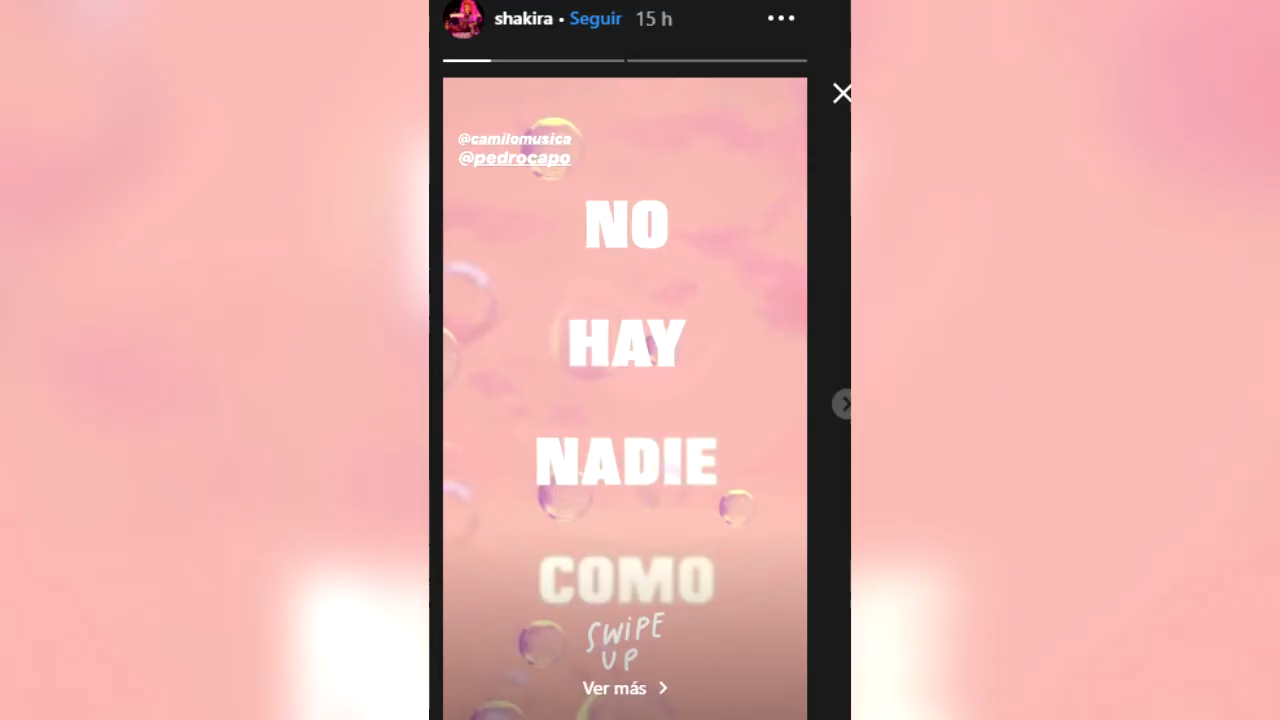 shakira • Seguir 15 h
@camilomusica
@pedrocapo
NO
HAY
NADIE
COMO
SWIPE
UP
Ver más